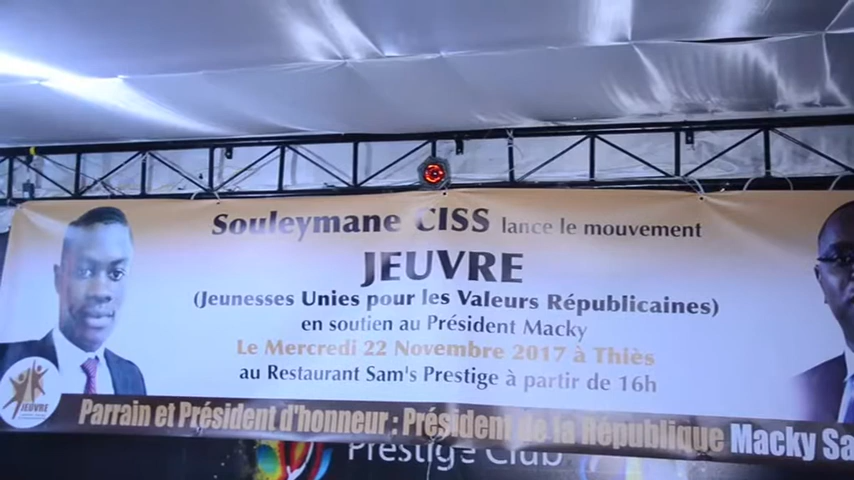 Souleymane CISS lance le mouvement
JEUVRE
(Jeunesses Unies pour les Valeurs Républicaines)
en soutien au Président Macky
Le Mercredi 22 Novembre 2017 à Thiès
au Restaurant Sam's Prestige à partir de 16h
JEUVRE
Parrain et Président d'honneur : Président de la République Macky Sa
Prestige Club